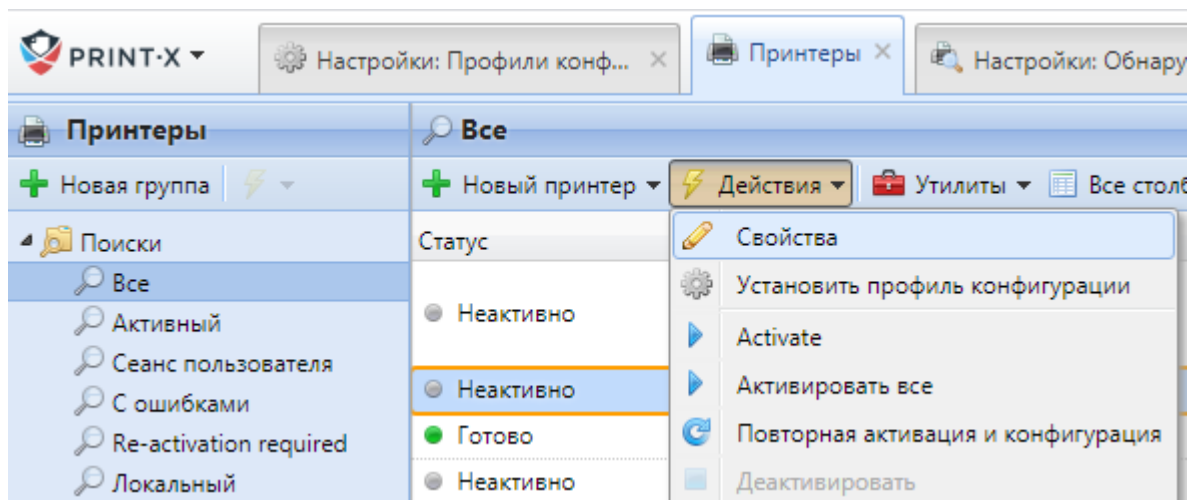 PRINT·X
Настройки: Профили конф...
Принтеры
Настройки: Обнару
Принтеры
Все
Новая группа
Новый принтер
Действия
Утилиты
Все столб
Поиски
Все
Активный
Сеанс пользователя
С ошибками
Re-activation required
Локальный
Статус
Неактивно
Неактивно
Готово
Неактивно
Свойства
Установить профиль конфигурации
Activate
Активировать все
Повторная активация и конфигурация
Деактивировать